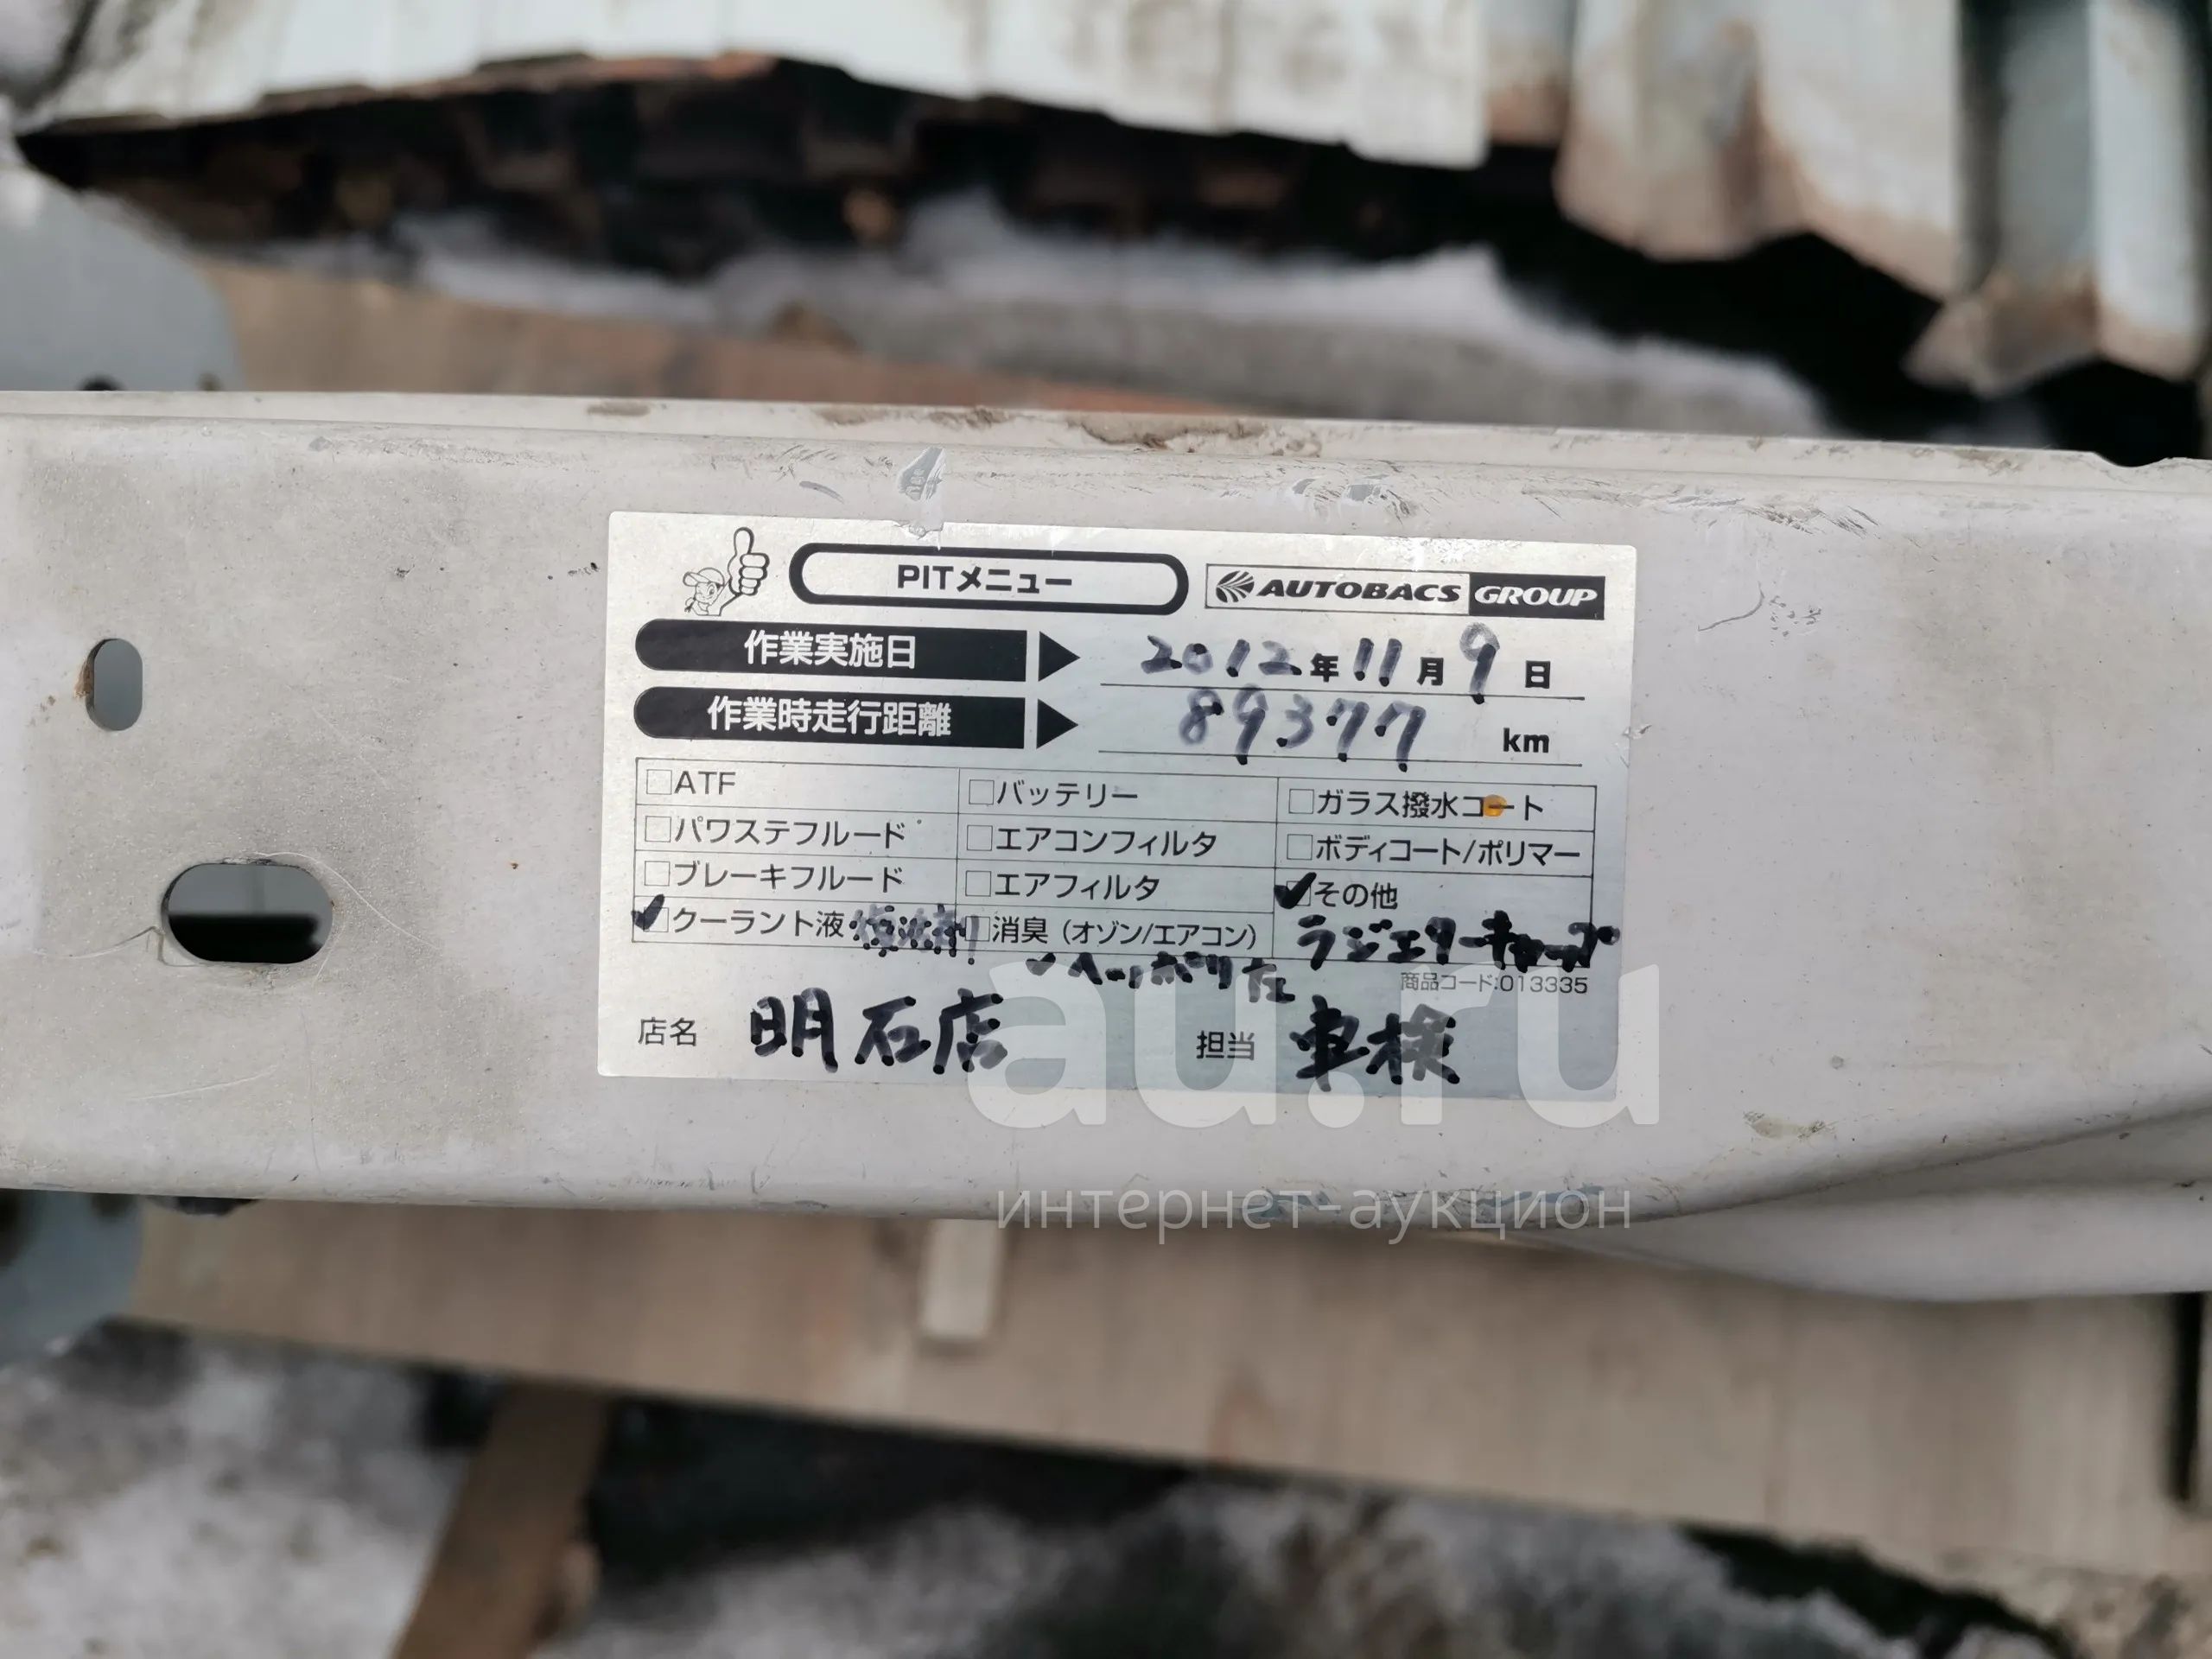 PITメニュー AUTOBACS GROUP
作業実施日 2012年11月9日
作業時走行距離 89377 km
ATF バッテリー ガラス撥水コート
パワステフルード エアコンフィルタ ボディコート/ポリマー
ブレーキフルード エアフィルタ ✓その他
✓クーラント液 消臭(オゾン/エアコン) ラジエターキャップ
商品コード:013335
店名 明石店 担当 車検
au.ru
интернет-аукцион